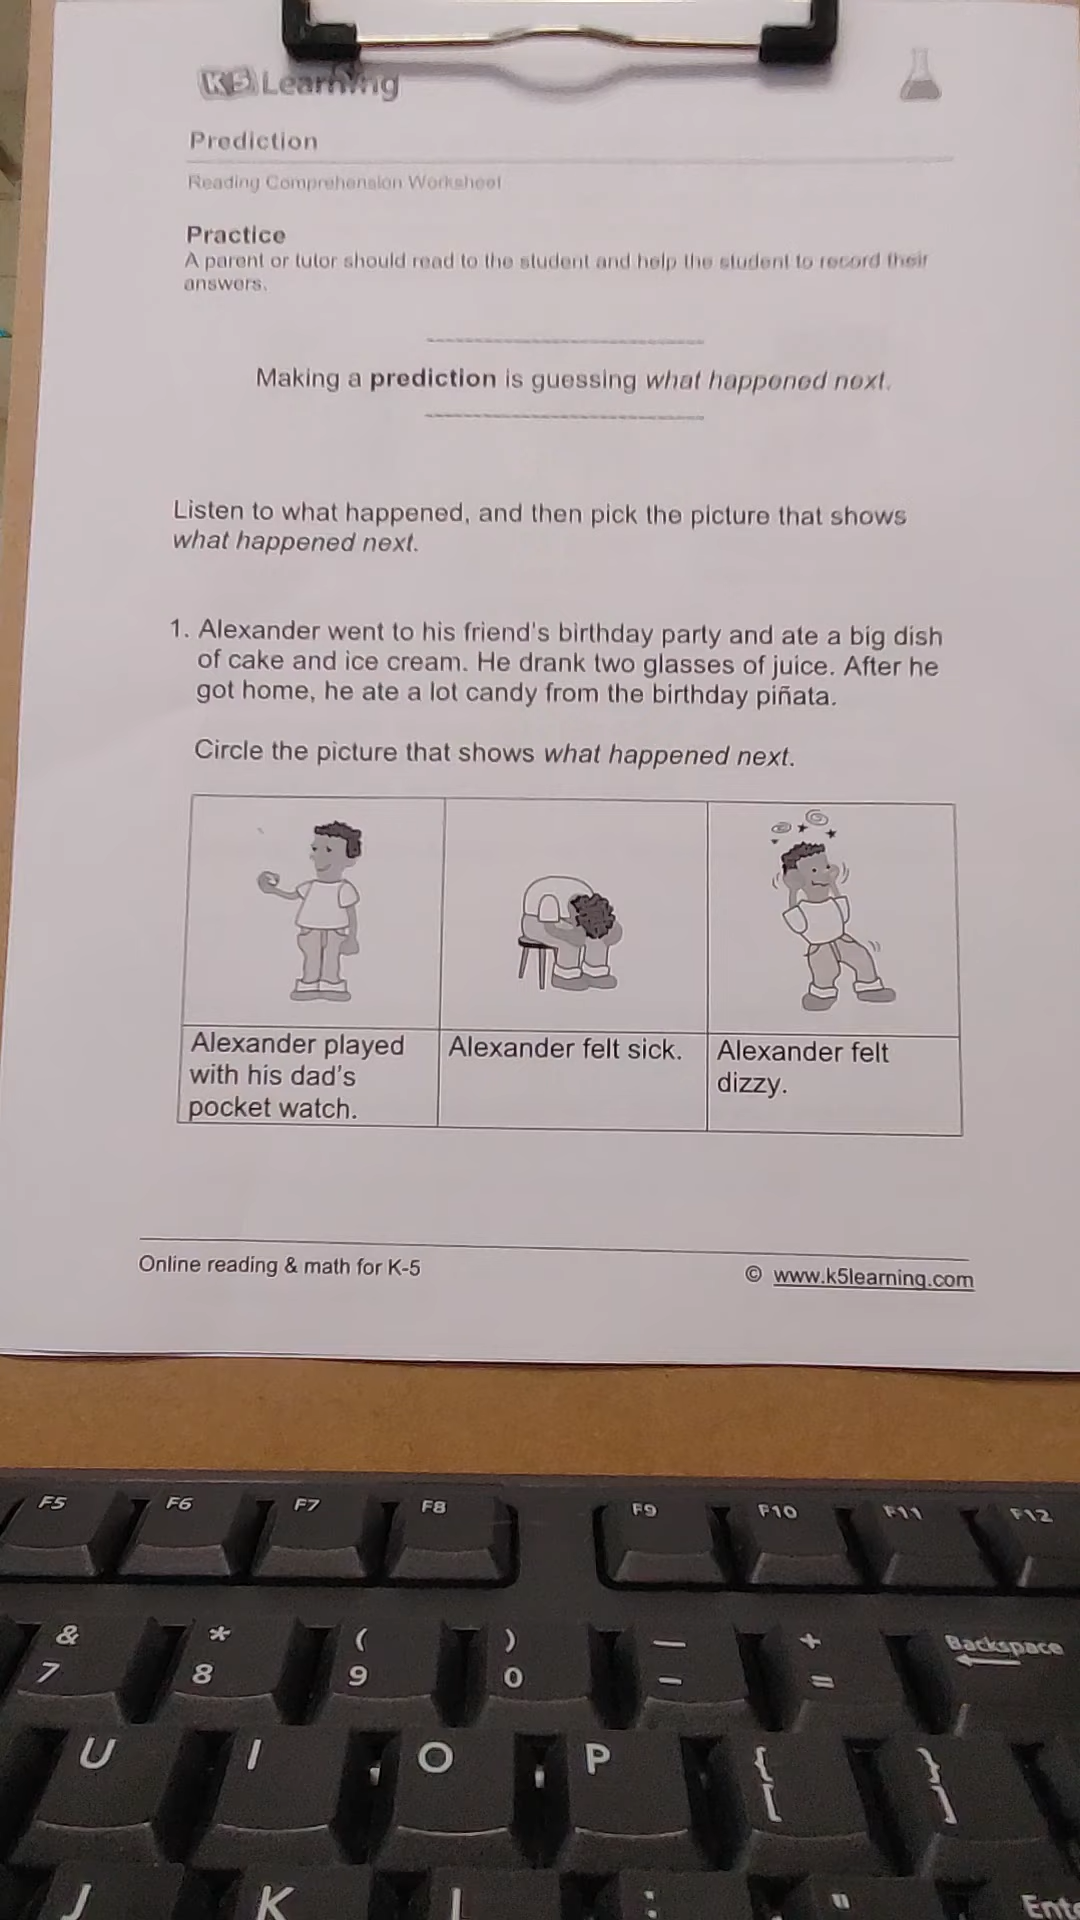 K5 Learning
Prediction
Reading Comprehension Worksheet
Practice
A parent or tutor should read to the student and help the student to record their
answers.
Making a prediction is guessing what happened next.
Listen to what happened, and then pick the picture that shows
what happened next.
1. Alexander went to his friend's birthday party and ate a big dish
of cake and ice cream. He drank two glasses of juice. After he
got home, he ate a lot candy from the birthday piñata.
Circle the picture that shows what happened next.
Alexander played
with his dad's
pocket watch.
Alexander felt sick.
Alexander felt
dizzy.
Online reading & math for K-5
© www.k5learning.com
F5 F6 F7 F8 F9 F10 F11 F12
& * ( ) — +
7 8 9 0 - = Backspace
U I O P { }
[ ]
J K L : " Ente